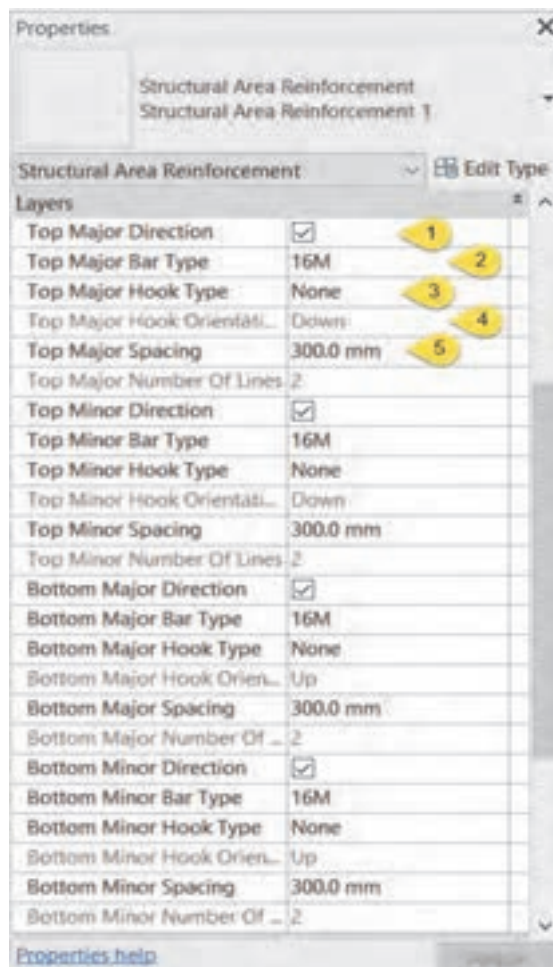 Properties
Structural Area Reinforcement
Structural Area Reinforcement 1
Structural Area Reinforcement Edit Type
Layers
Top Major Direction 1
Top Major Bar Type 16M 2
Top Major Hook Type None 3
Top Major Hook Orientati... Down 4
Top Major Spacing 300.0 mm 5
Top Major Number Of Lines 2
Top Minor Direction
Top Minor Bar Type 16M
Top Minor Hook Type None
Top Minor Hook Orientati... Down
Top Minor Spacing 300.0 mm
Top Minor Number Of Lines 2
Bottom Major Direction
Bottom Major Bar Type 16M
Bottom Major Hook Type None
Bottom Major Hook Orien... Up
Bottom Major Spacing 300.0 mm
Bottom Major Number Of ... 2
Bottom Minor Direction
Bottom Minor Bar Type 16M
Bottom Minor Hook Type None
Bottom Minor Hook Orien... Up
Bottom Minor Spacing 300.0 mm
Bottom Minor Number Of ... 2
Properties help